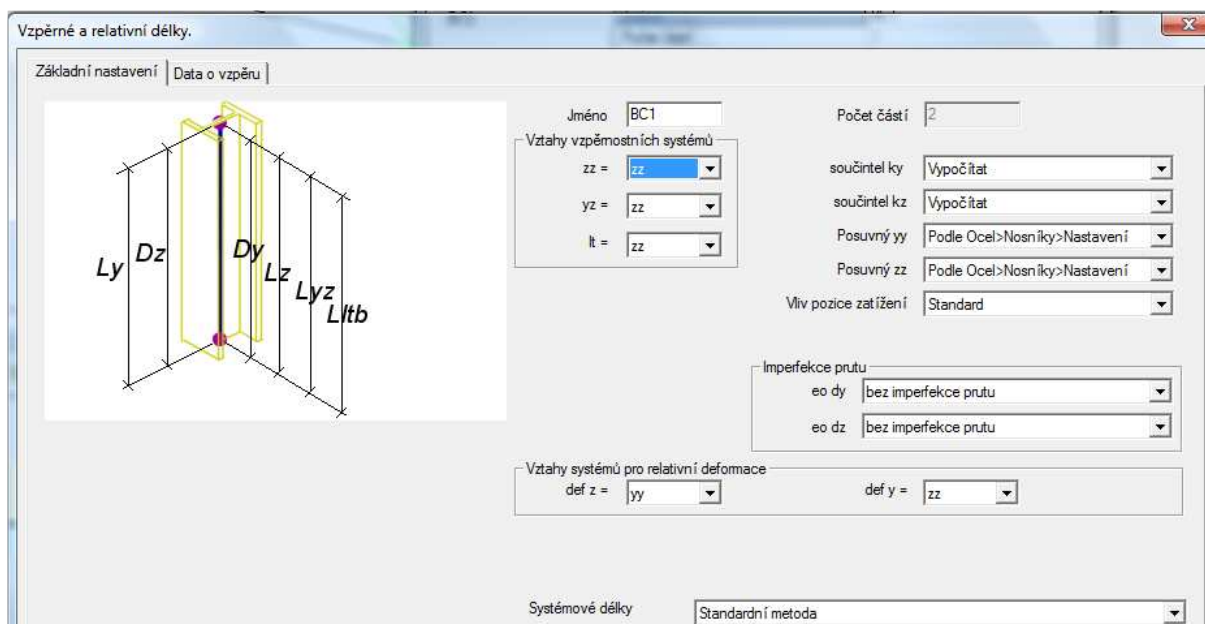 Vzpěrné a relativní délky.
Základní nastavení
Data o vzpěru
Ly
Dz
Dy
Lz
Lyz
Lltb
Jméno BC1
Počet částí 2
Vztahy vzpěrnostních systémů
zz = zz
yz = zz
lt = zz
součintel ky Vypočítat
součintel kz Vypočítat
Posuvný yy Podle Ocel>Nosníky>Nastavení
Posuvný zz Podle Ocel>Nosníky>Nastavení
Vliv pozice zatížení Standard
Imperfekce prutu
eo dy bez imperfekce prutu
eo dz bez imperfekce prutu
Vztahy systémů pro relativní deformace
def z = yy def y = zz
Systémové délky Standardní metoda